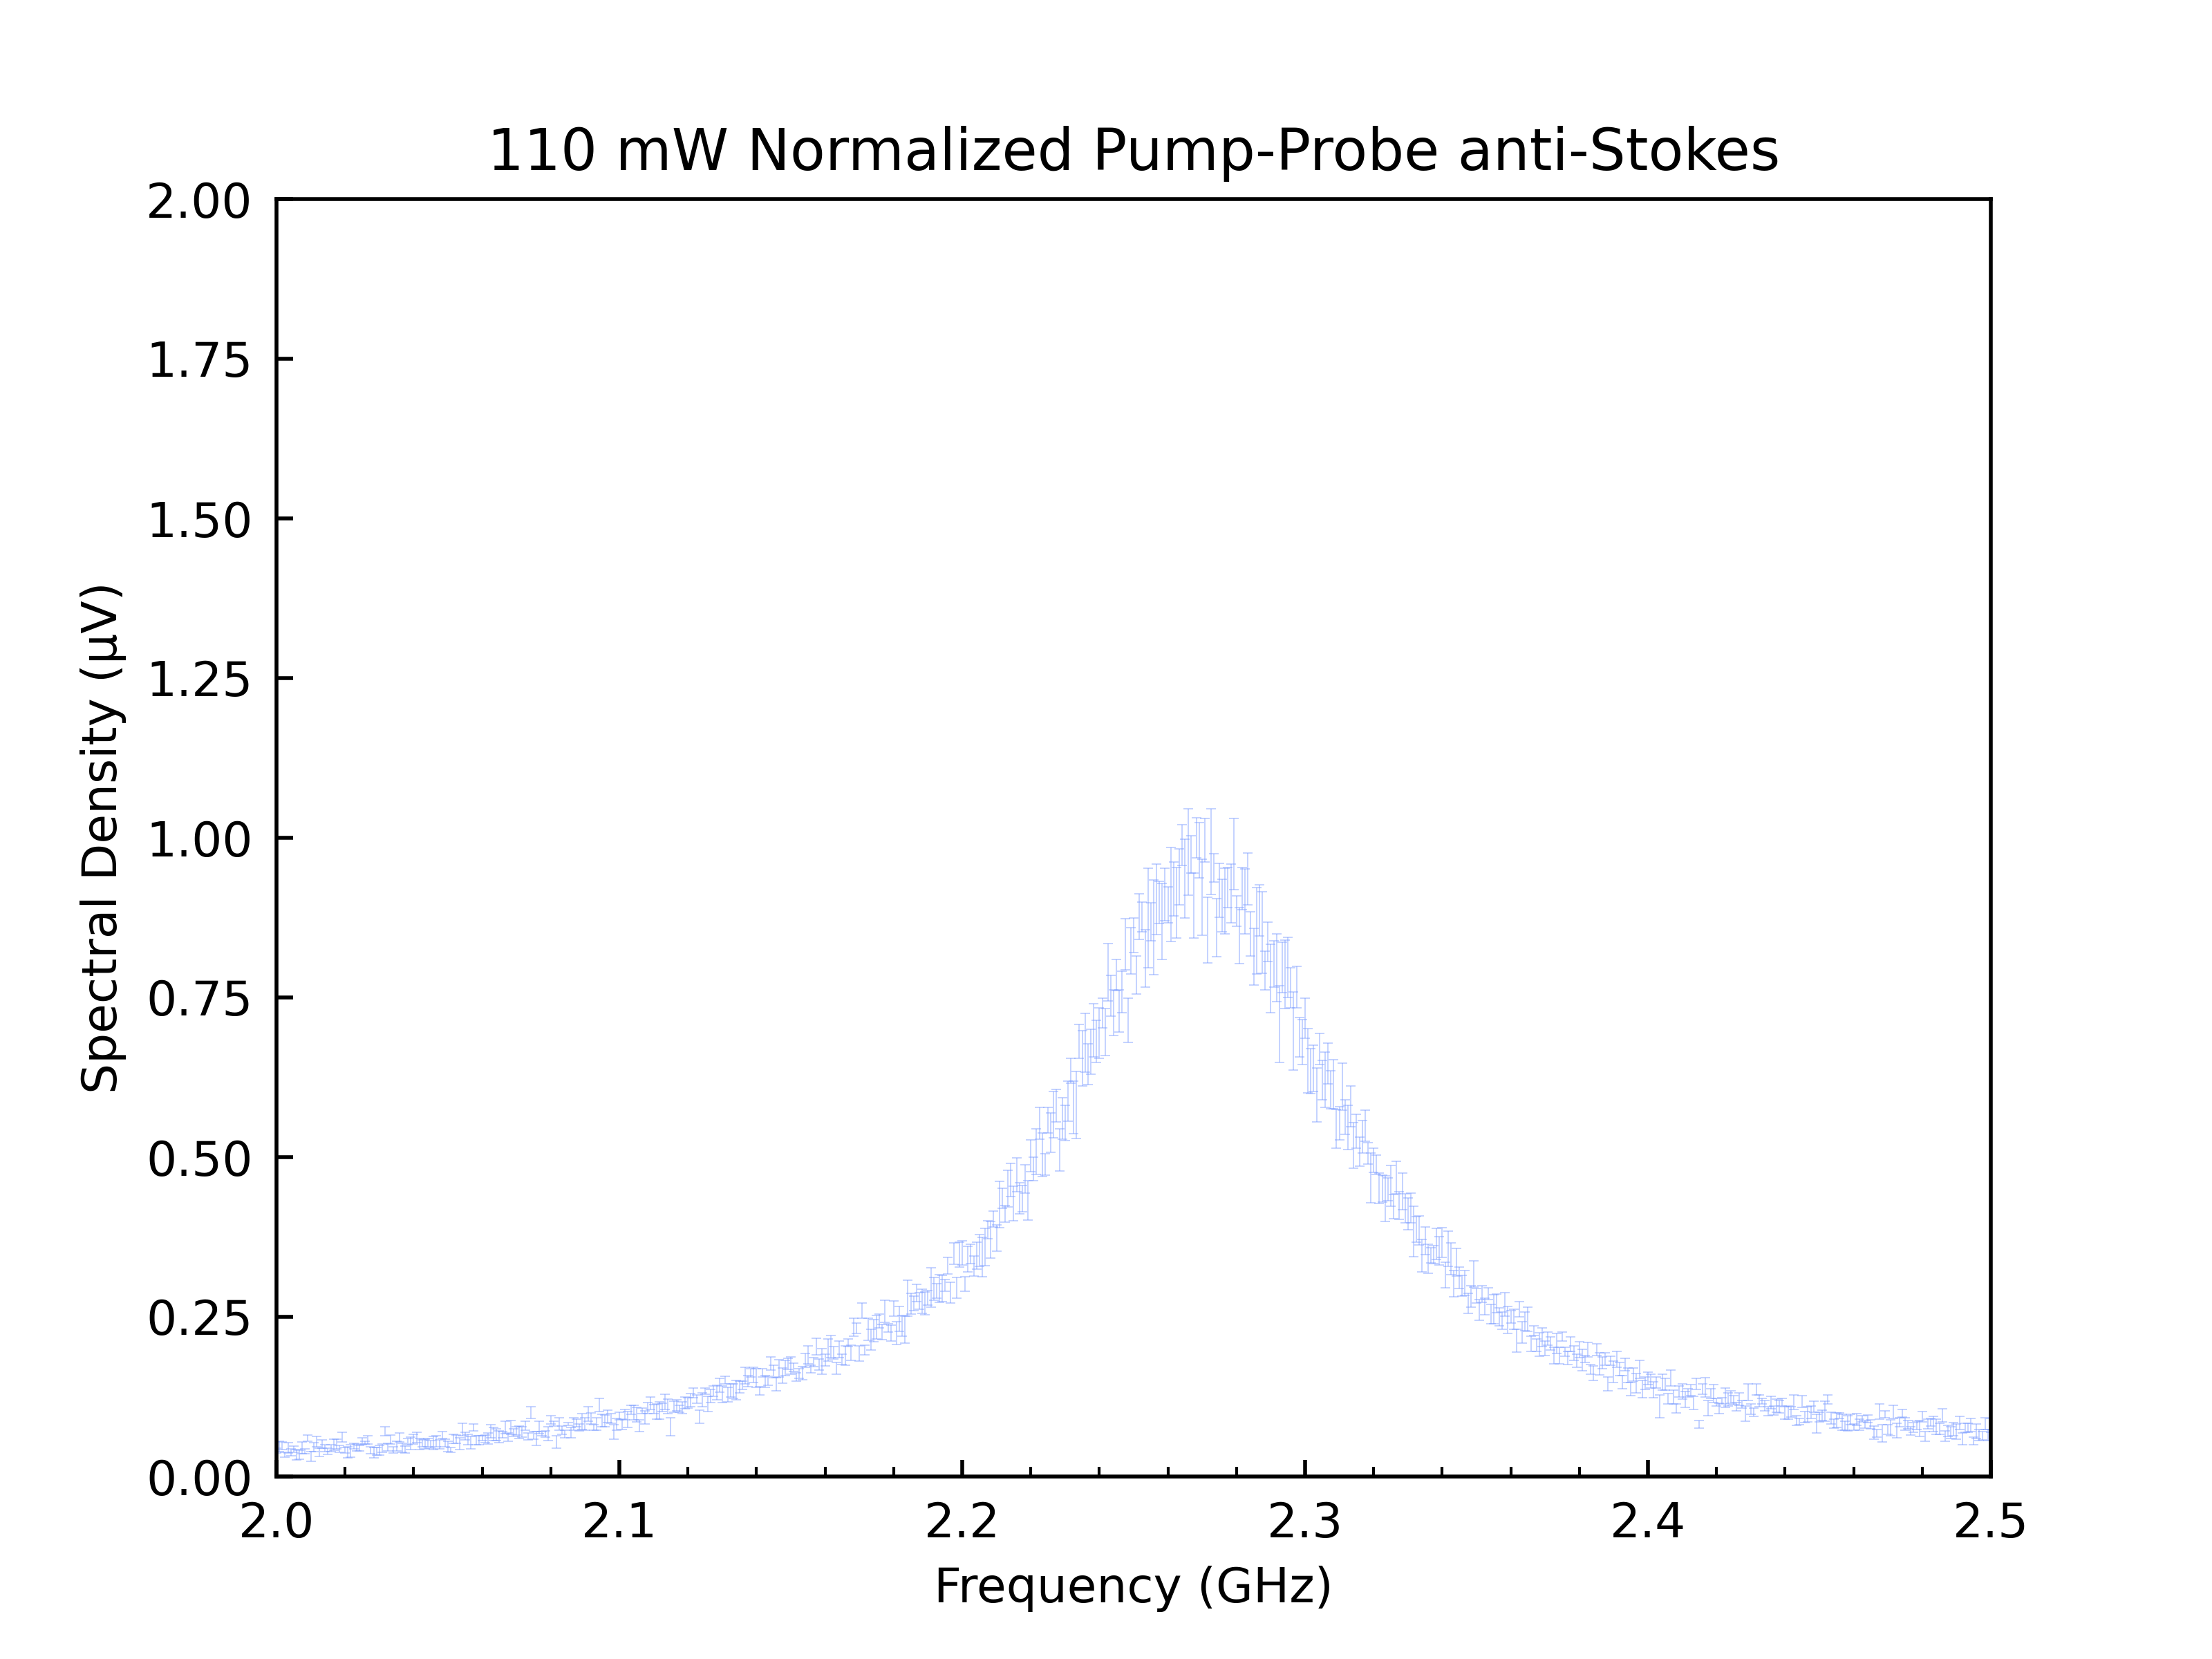 110 mW Normalized Pump-Probe anti-Stokes
2.00
1.75
1.50
1.25
1.00
0.75
0.50
0.25
0.00
Spectral Density (μV)
2.0 2.1 2.2 2.3 2.4 2.5
Frequency (GHz)